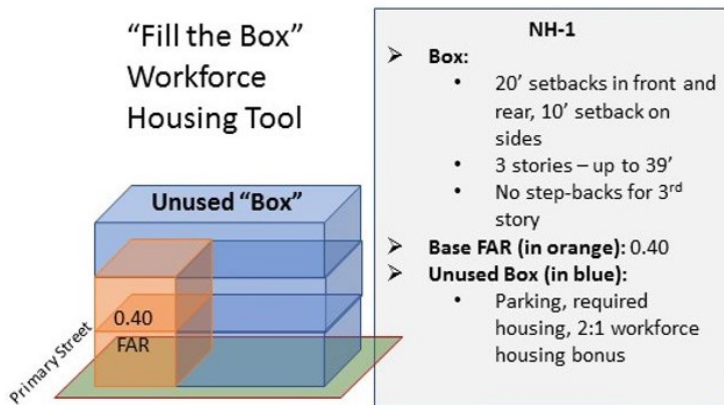 “Fill the Box”
Workforce
Housing Tool
Unused “Box”
0.40
FAR
Primary Street
NH-1
➢ Box:
• 20’ setbacks in front and
rear, 10’ setback on
sides
• 3 stories – up to 39’
• No step-backs for 3rd
story
➢ Base FAR (in orange): 0.40
➢ Unused Box (in blue):
• Parking, required
housing, 2:1 workforce
housing bonus